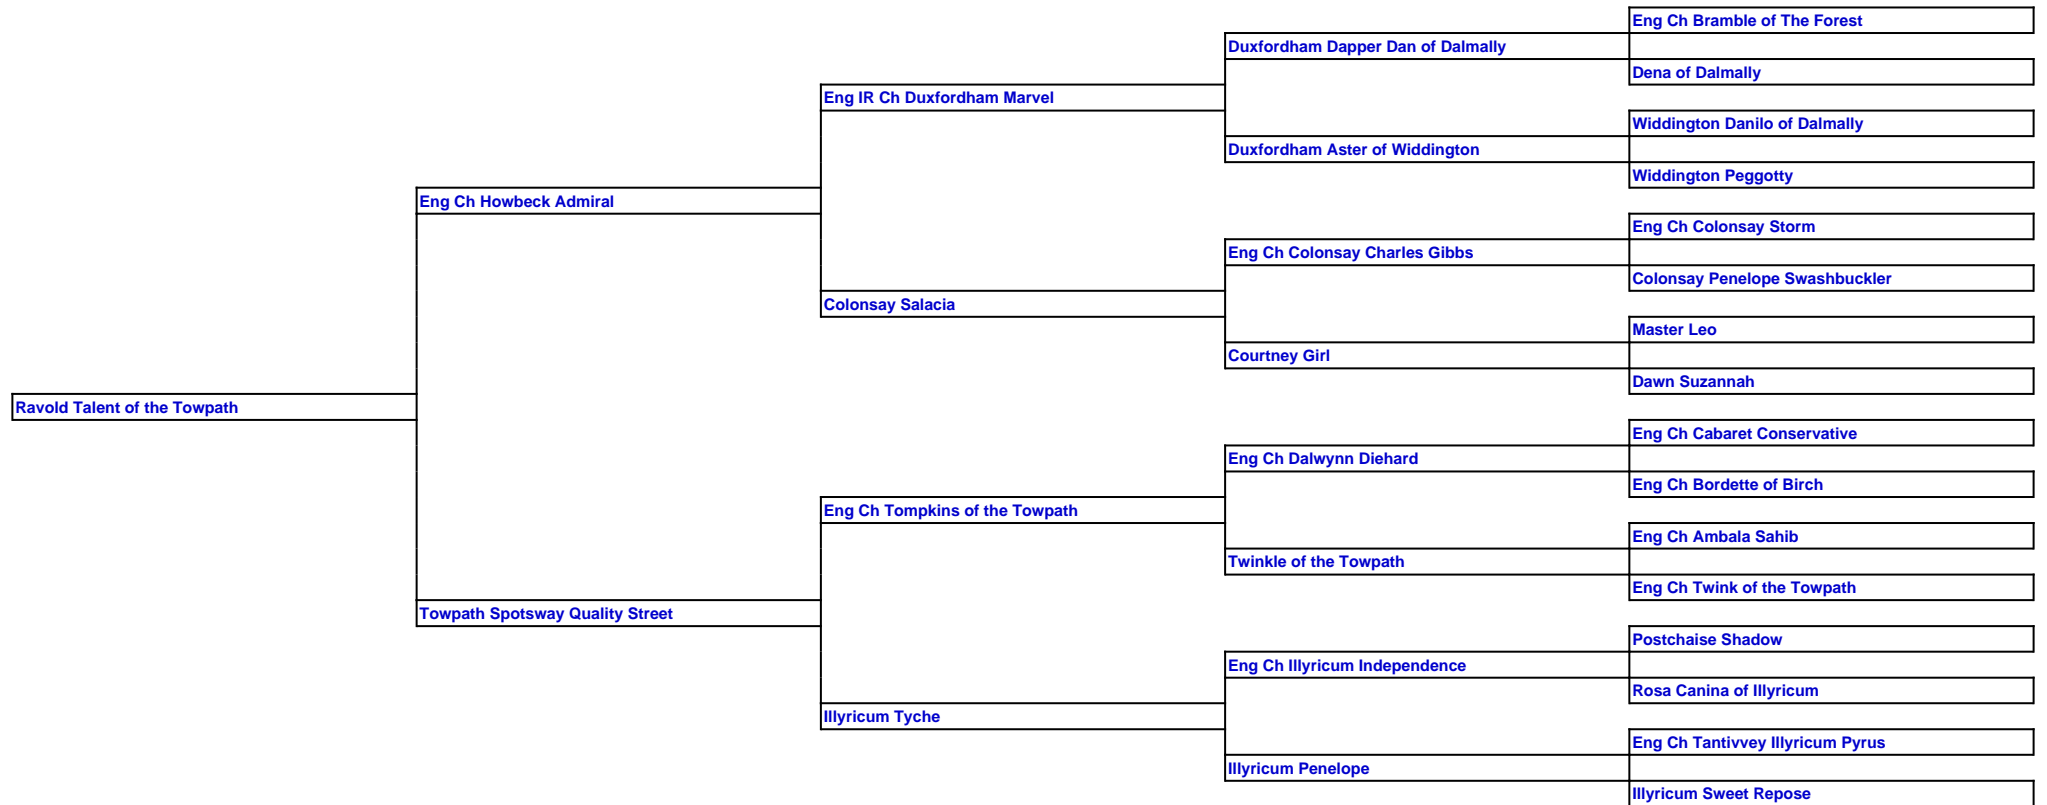 Eng Ch Bramble of The Forest
Duxfordham Dapper Dan of Dalmally
Dena of Dalmally
Eng IR Ch Duxfordham Marvel
Widdington Danilo of Dalmally
Duxfordham Aster of Widdington
Widdington Peggotty
Eng Ch Howbeck Admiral
Eng Ch Colonsay Storm
Eng Ch Colonsay Charles Gibbs
Colonsay Penelope Swashbuckler
Colonsay Salacia
Master Leo
Courtney Girl
Dawn Suzannah
Ravold Talent of the Towpath
Eng Ch Cabaret Conservative
Eng Ch Dalwynn Diehard
Eng Ch Bordette of Birch
Eng Ch Tompkins of the Towpath
Eng Ch Ambala Sahib
Twinkle of the Towpath
Eng Ch Twink of the Towpath
Towpath Spotsway Quality Street
Postchaise Shadow
Eng Ch Illyricum Independence
Rosa Canina of Illyricum
Illyricum Tyche
Eng Ch Tantivvey Illyricum Pyrus
Illyricum Penelope
Illyricum Sweet Repose